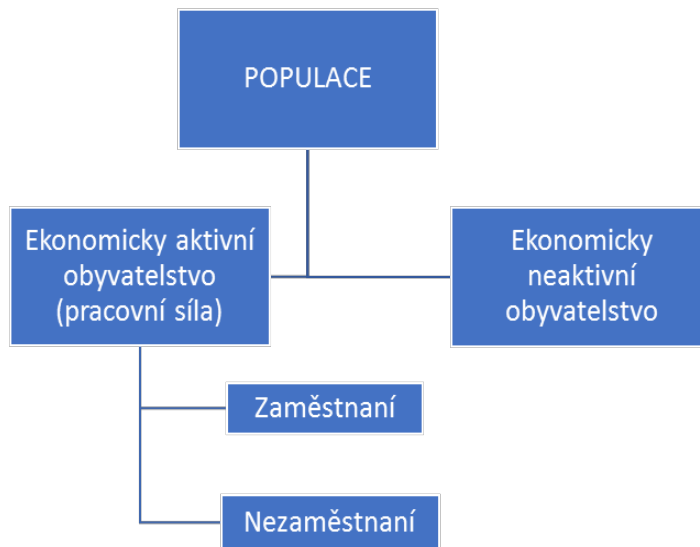 POPULACE
Ekonomicky aktivní
obyvatelstvo
(pracovní síla)
Ekonomicky
neaktivní
obyvatelstvo
Zaměstnaní
Nezaměstnaní